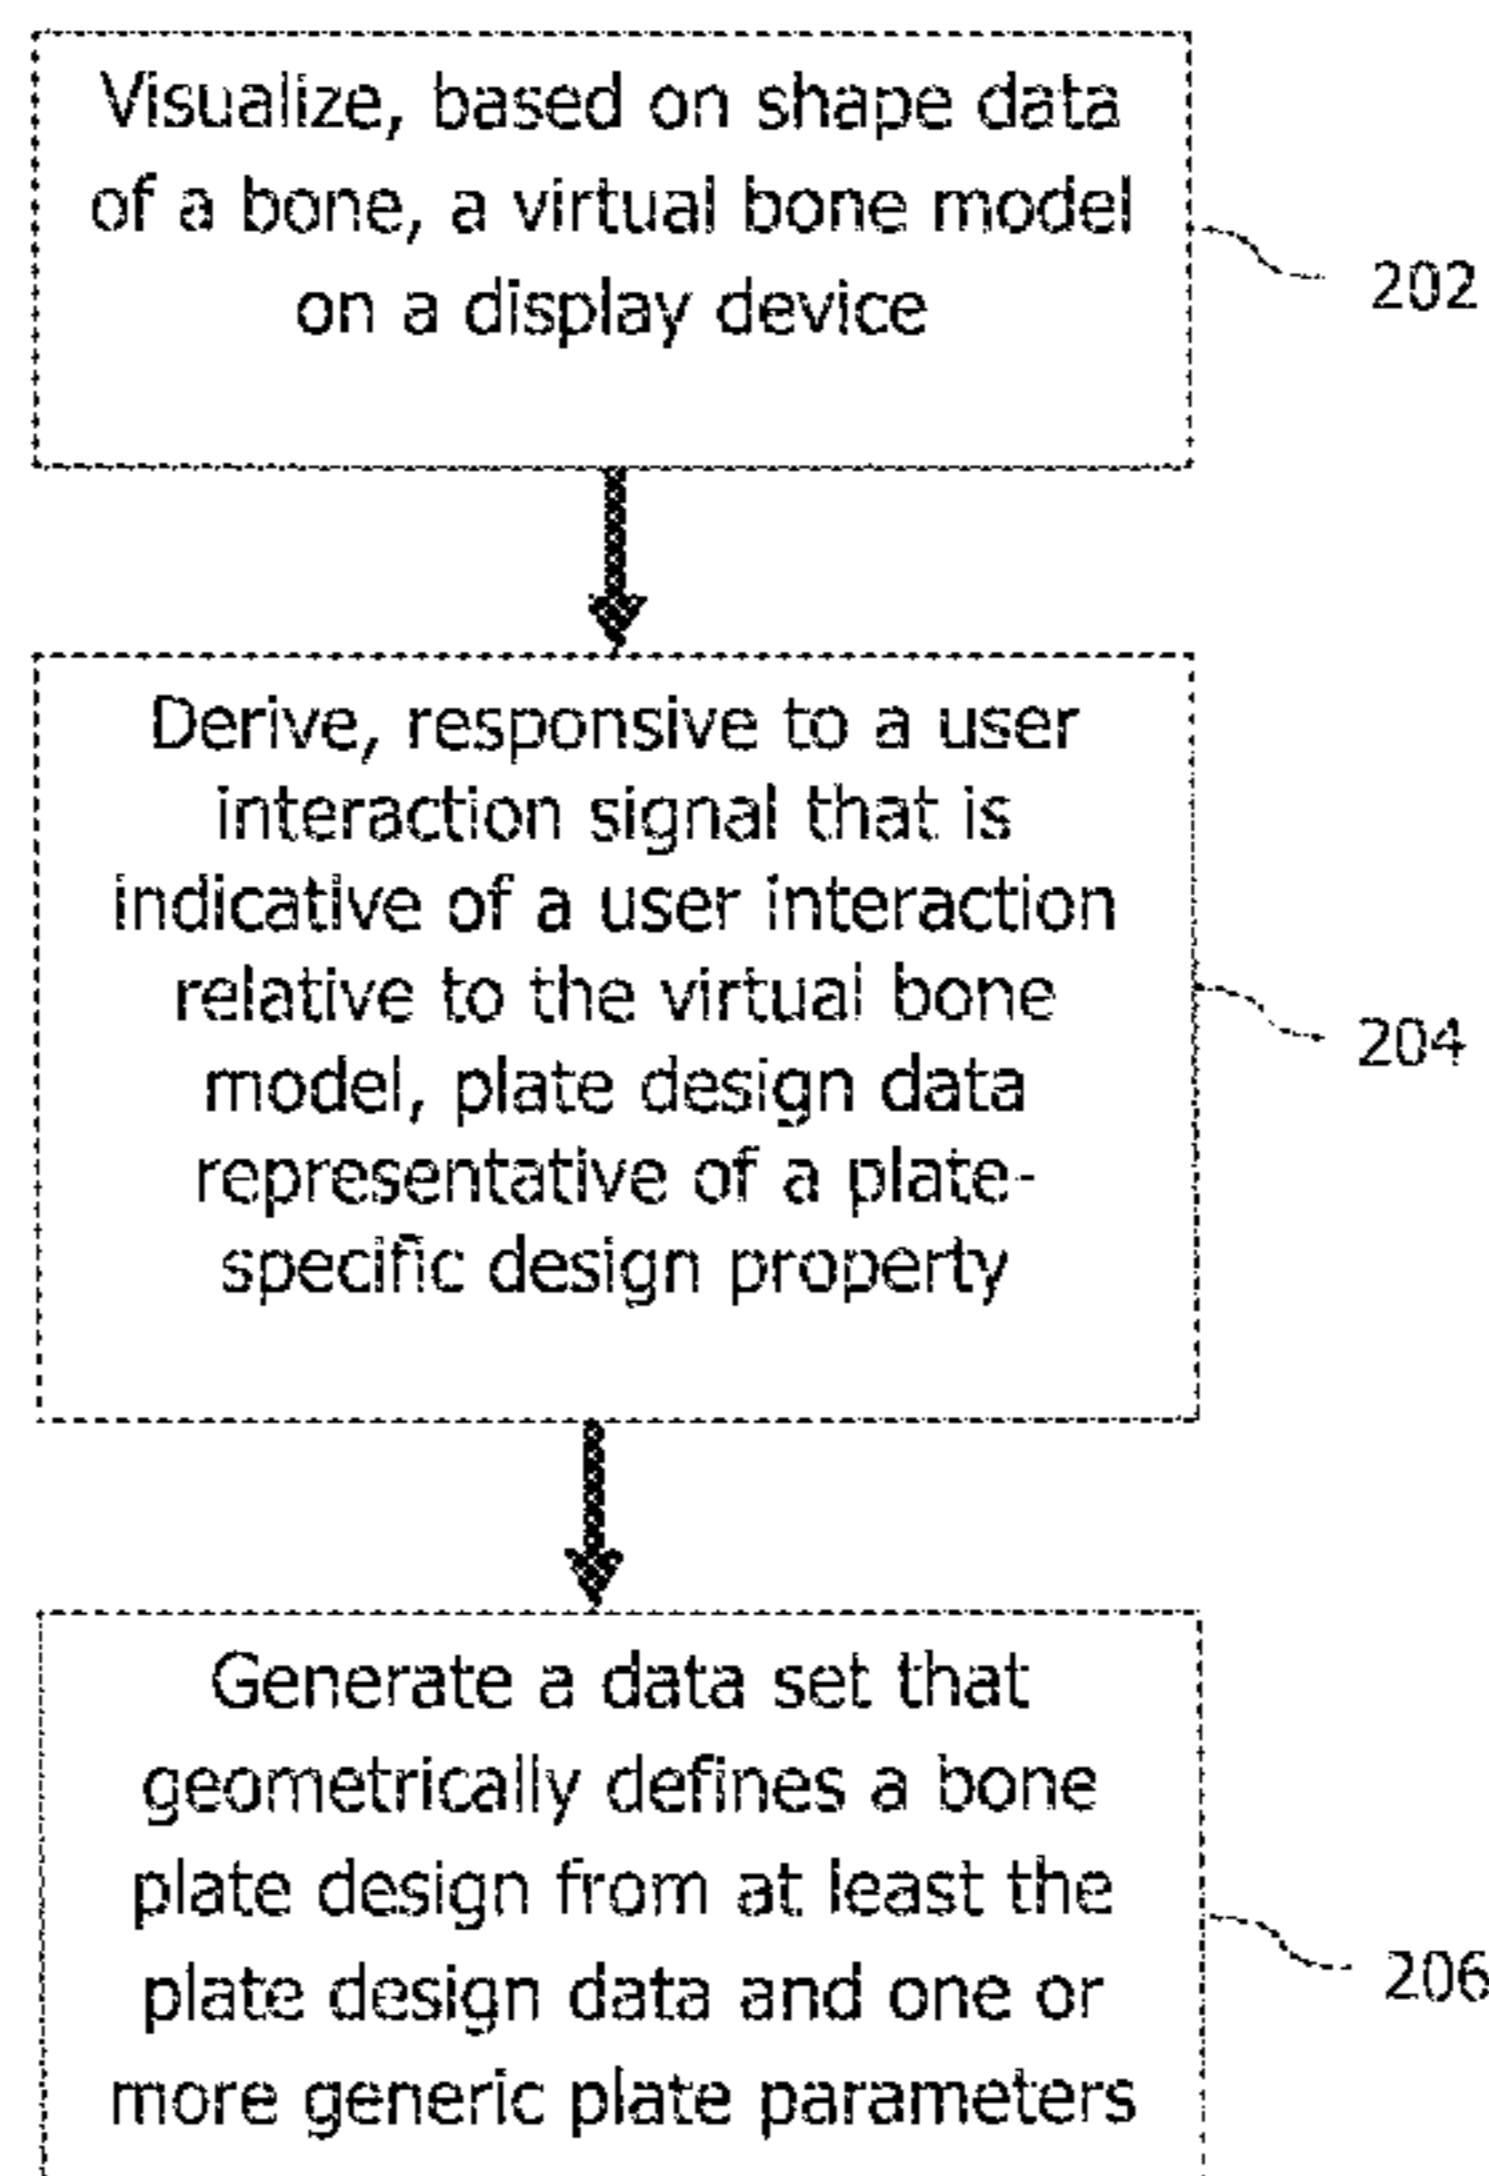 Visualize, based on shape data
of a bone, a virtual bone model
on a display device
202
Derive, responsive to a user
interaction signal that is
indicative of a user interaction
relative to the virtual bone
model, plate design data
representative of a plate-
specific design property
204
Generate a data set that
geometrically defines a bone
plate design from at least the
plate design data and one or
more generic plate parameters
206